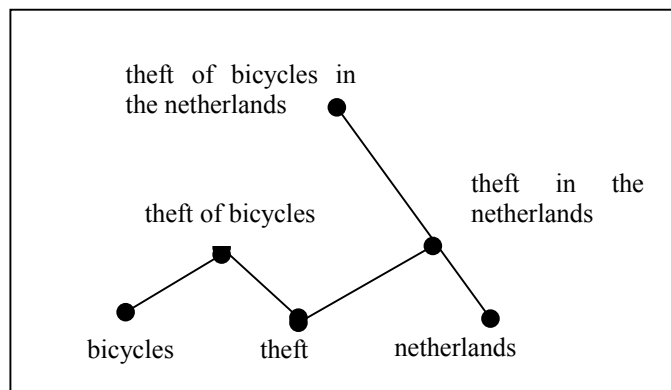 theft of bicycles in
the netherlands
theft in the
netherlands
theft of bicycles
bicycles
theft
netherlands